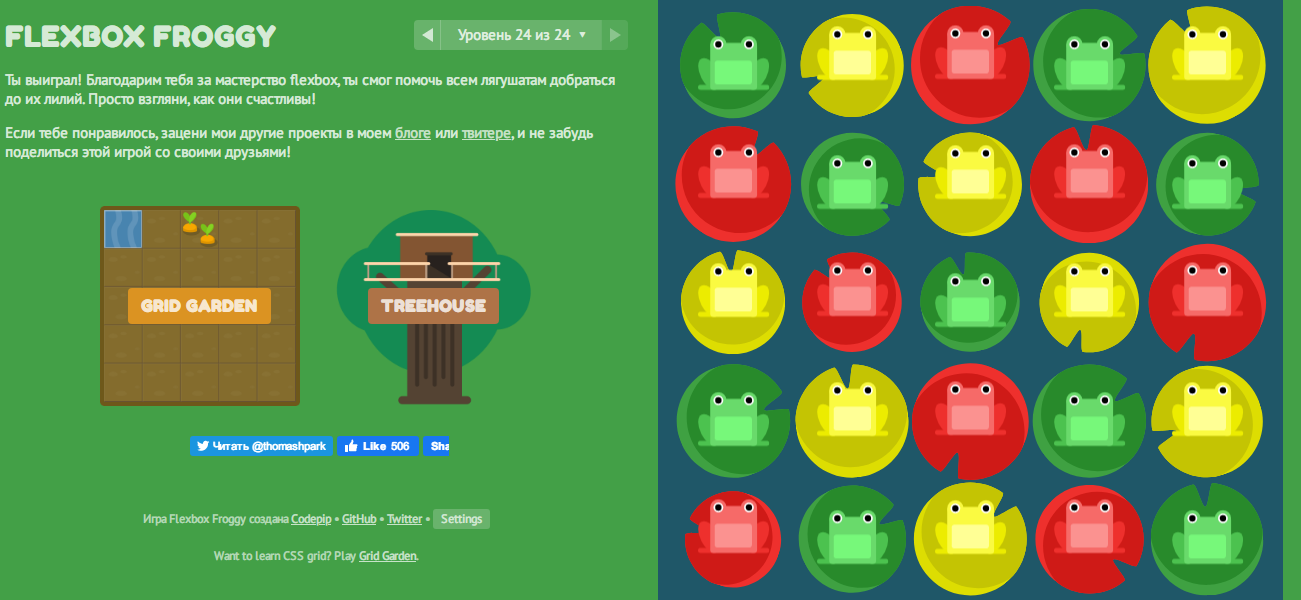 FLEXBOX FROGGY
Уровень 24 из 24
Ты выиграл! Благодарим тебя за мастерство flexbox, ты смог помочь всем лягушатам добраться
до их лилий. Просто взгляни, как они счастливы!
Если тебе понравилось, зацени мои другие проекты в моем блоге или твитере, и не забудь
поделиться этой игрой со своими друзьями!
GRID GARDEN
TREEHOUSE
Читать @thomashpark
Like 506
Sha
Игра Flexbox Froggy создана Codepip • GitHub • Twitter • Settings
Want to learn CSS grid? Play Grid Garden.